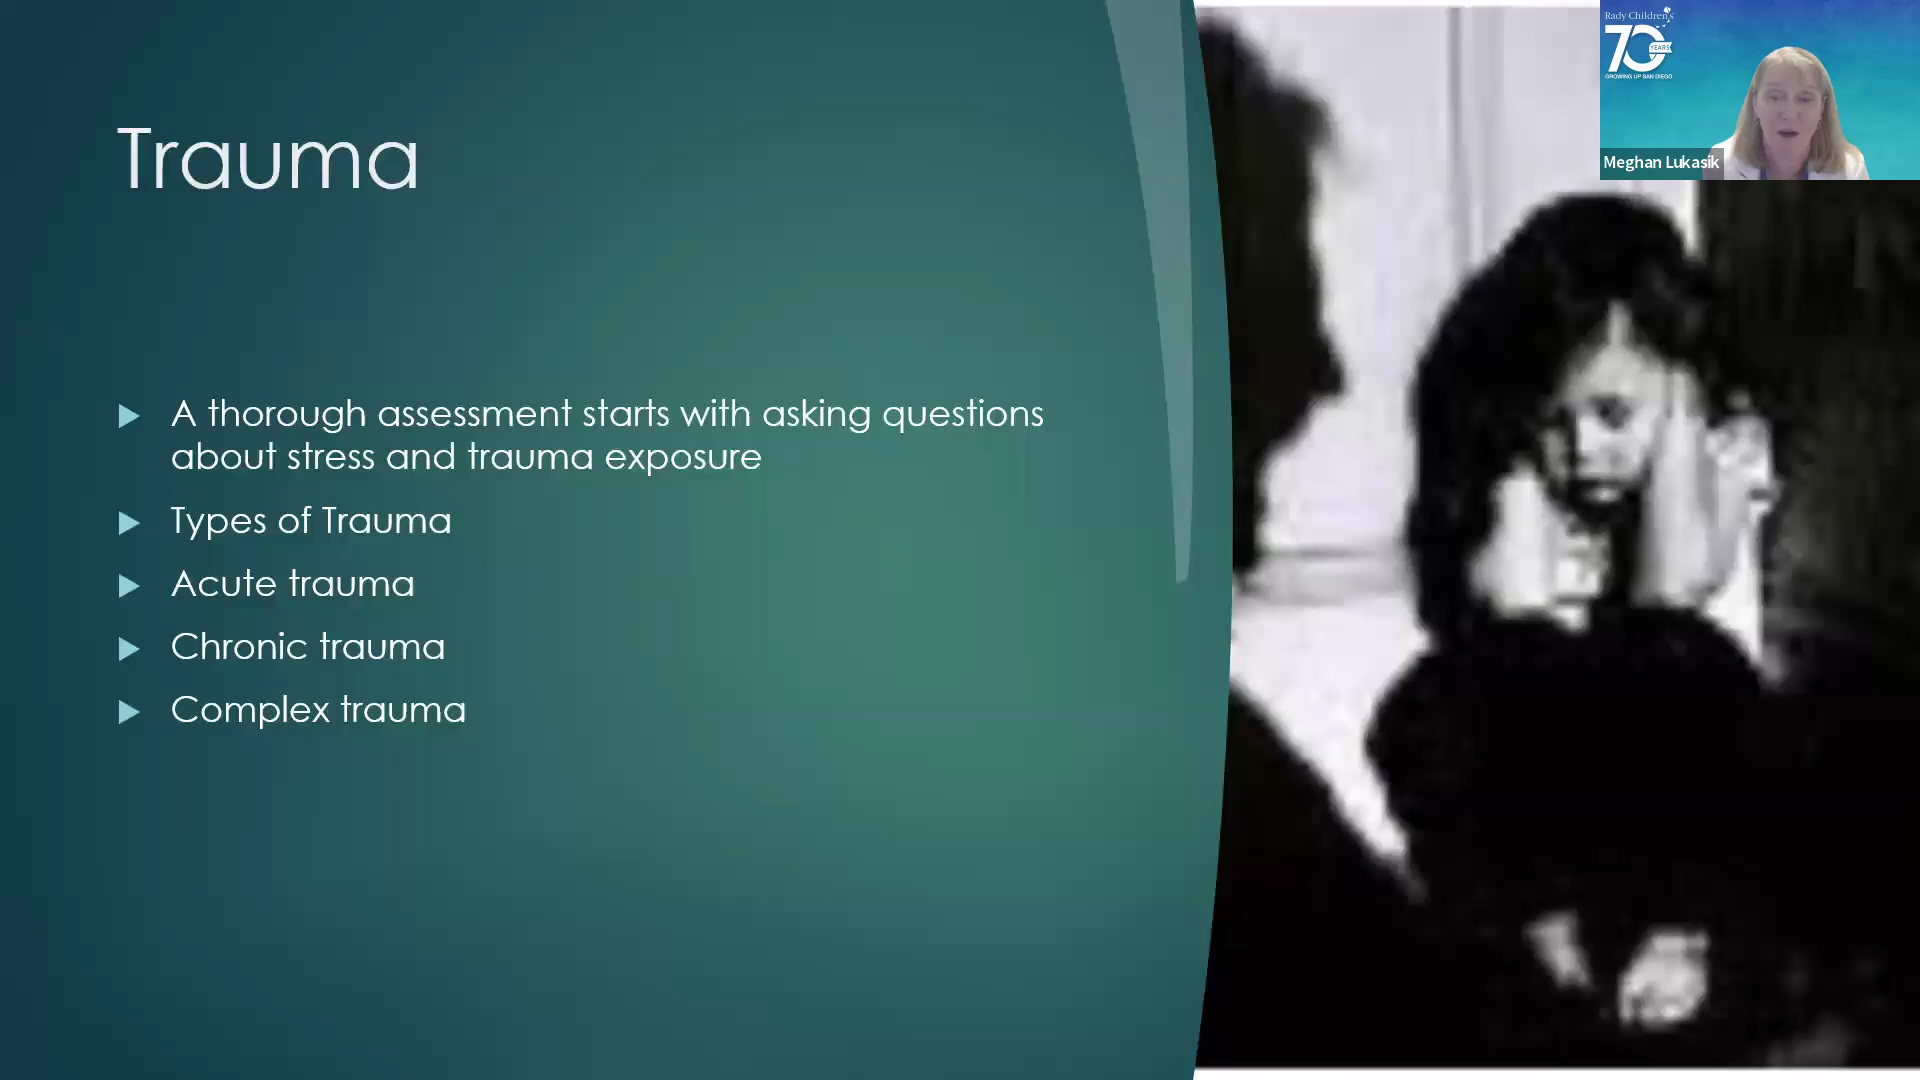 Trauma
A thorough assessment starts with asking questions
about stress and trauma exposure
Types of Trauma
Acute trauma
Chronic trauma
Complex trauma
Rady Children's
70
YEARS
GROWING UP SAN DIEGO
Meghan Lukasik